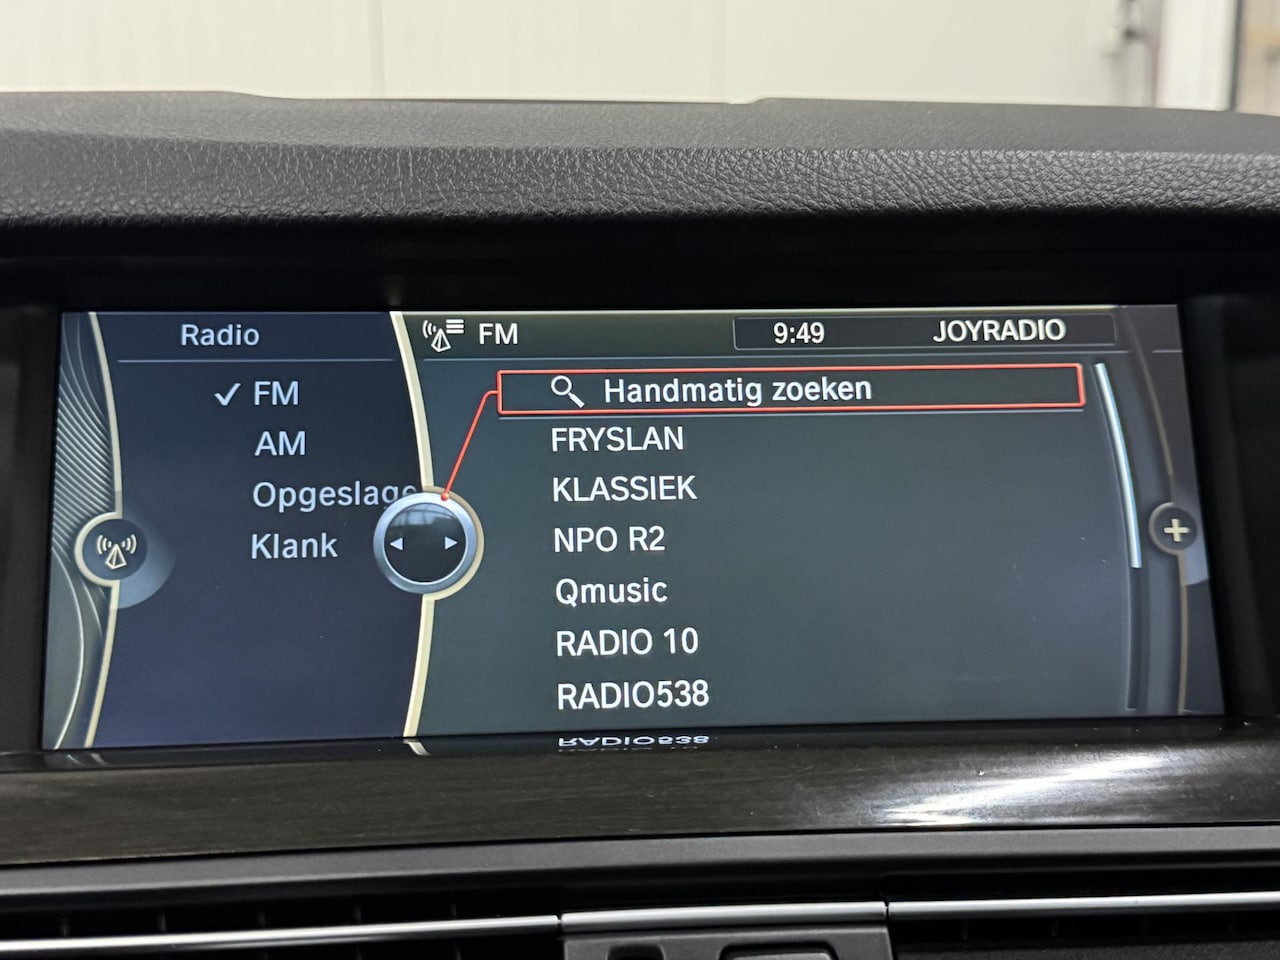 Radio
FM
AM
Opgeslage
Klank
FM
9:49 JOYRADIO
Handmatig zoeken
FRYSLAN
KLASSIEK
NPO R2
Qmusic
RADIO 10
RADIO538